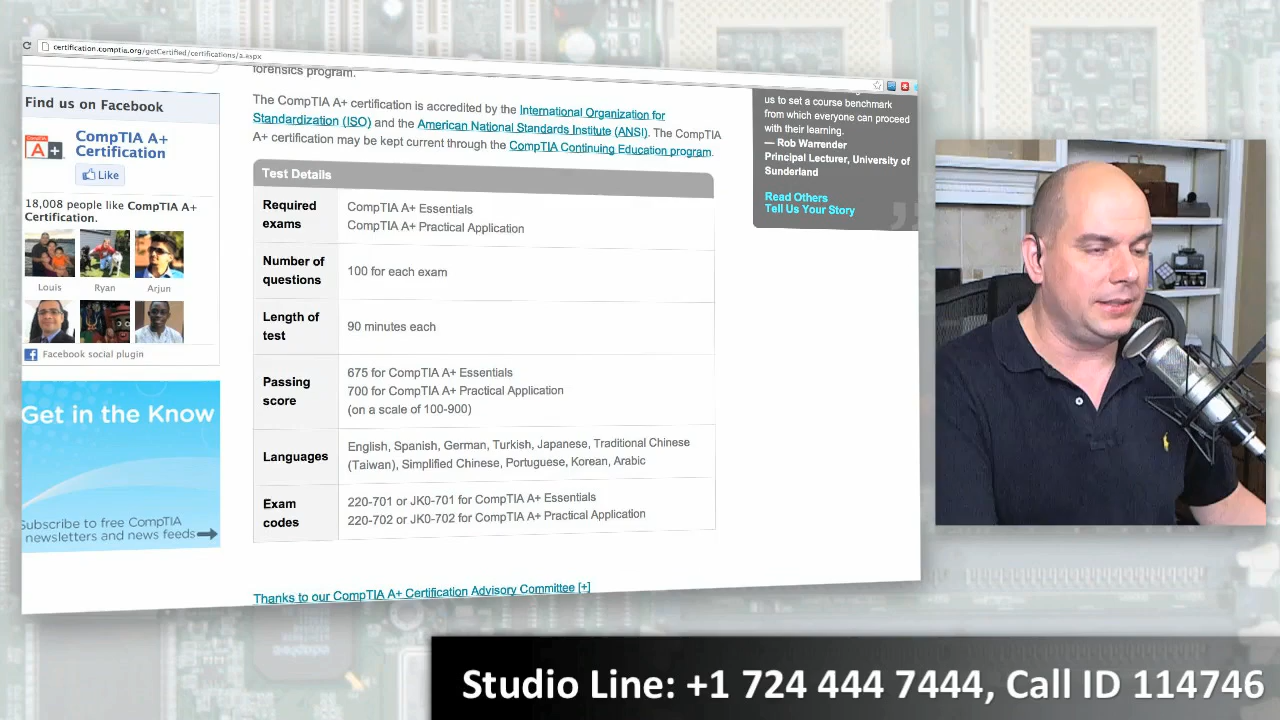 certification.comptia.org/getCertified/certifications/a.aspx
forensics program.
Find us on Facebook
CompTIA A+
Certification
Like
18,008 people like CompTIA A+
Certification.
Louis Ryan Arjun
Facebook social plugin
Get in the Know
Subscribe to free CompTIA
newsletters and news feeds
The CompTIA A+ certification is accredited by the International Organization for
Standardization (ISO) and the American National Standards Institute (ANSI). The CompTIA
A+ certification may be kept current through the CompTIA Continuing Education program.
Test Details
Required
exams
CompTIA A+ Essentials
CompTIA A+ Practical Application
Number of
questions
100 for each exam
Length of
test
90 minutes each
Passing
score
675 for CompTIA A+ Essentials
700 for CompTIA A+ Practical Application
(on a scale of 100-900)
Languages
English, Spanish, German, Turkish, Japanese, Traditional Chinese
(Taiwan), Simplified Chinese, Portuguese, Korean, Arabic
Exam
codes
220-701 or JK0-701 for CompTIA A+ Essentials
220-702 or JK0-702 for CompTIA A+ Practical Application
Thanks to our CompTIA A+ Certification Advisory Committee [+]
us to set a course benchmark
from which everyone can proceed
with their learning.
— Rob Warrender
Principal Lecturer, University of
Sunderland
Read Others
Tell Us Your Story
Studio Line: +1 724 444 7444, Call ID 114746